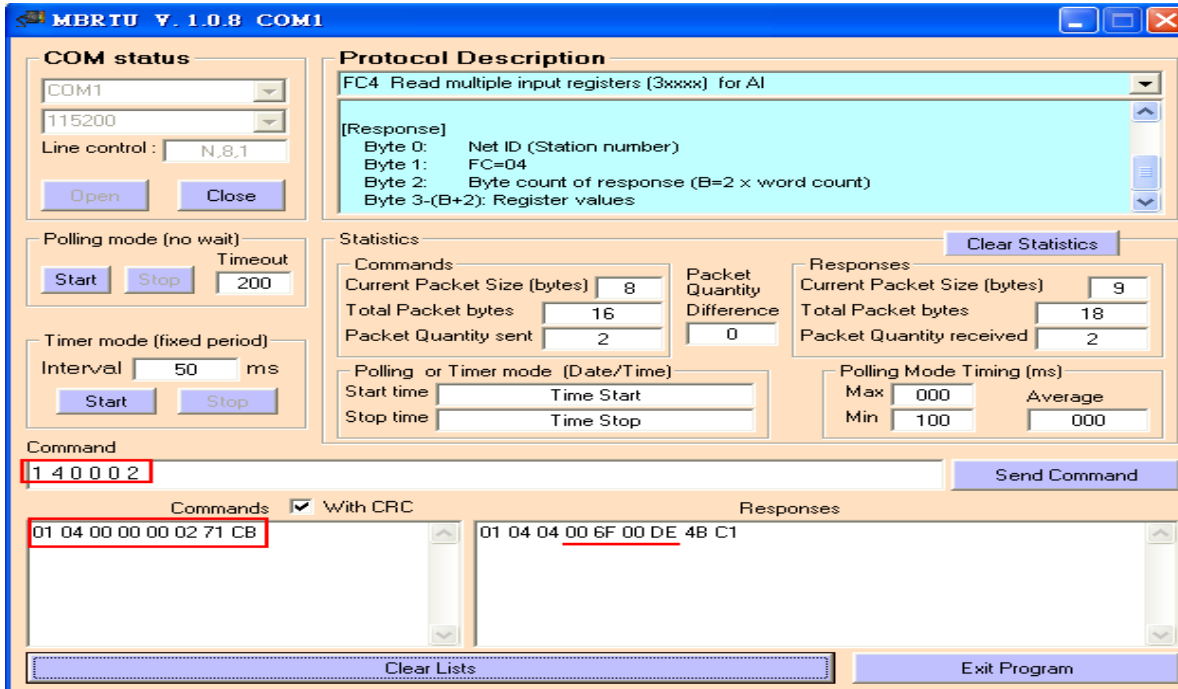 MBRTU V. 1.0.8 COM1
COM status
COM1
115200
Line control : N,8,1
Open Close
Protocol Description
FC4 Read multiple input registers (3xxxx) for AI
[Response]
Byte 0: Net ID (Station number)
Byte 1: FC=04
Byte 2: Byte count of response (B=2 x word count)
Byte 3-(B+2): Register values
Polling mode (no wait)
Timeout
Start Stop 200
Timer mode (fixed period)
Interval 50 ms
Start Stop
Statistics
Clear Statistics
Commands
Current Packet Size (bytes) 8
Total Packet bytes 16
Packet Quantity sent 2
Packet
Quantity
Difference
0
Responses
Current Packet Size (bytes) 9
Total Packet bytes 18
Packet Quantity received 2
Polling or Timer mode (Date/Time)
Start time Time Start
Stop time Time Stop
Polling Mode Timing (ms)
Max 000 Average
Min 100 000
Command
1 4 0 0 0 2
Send Command
Commands With CRC
Responses
01 04 00 00 00 02 71 CB
01 04 04 00 6F 00 DE 4B C1
Clear Lists
Exit Program